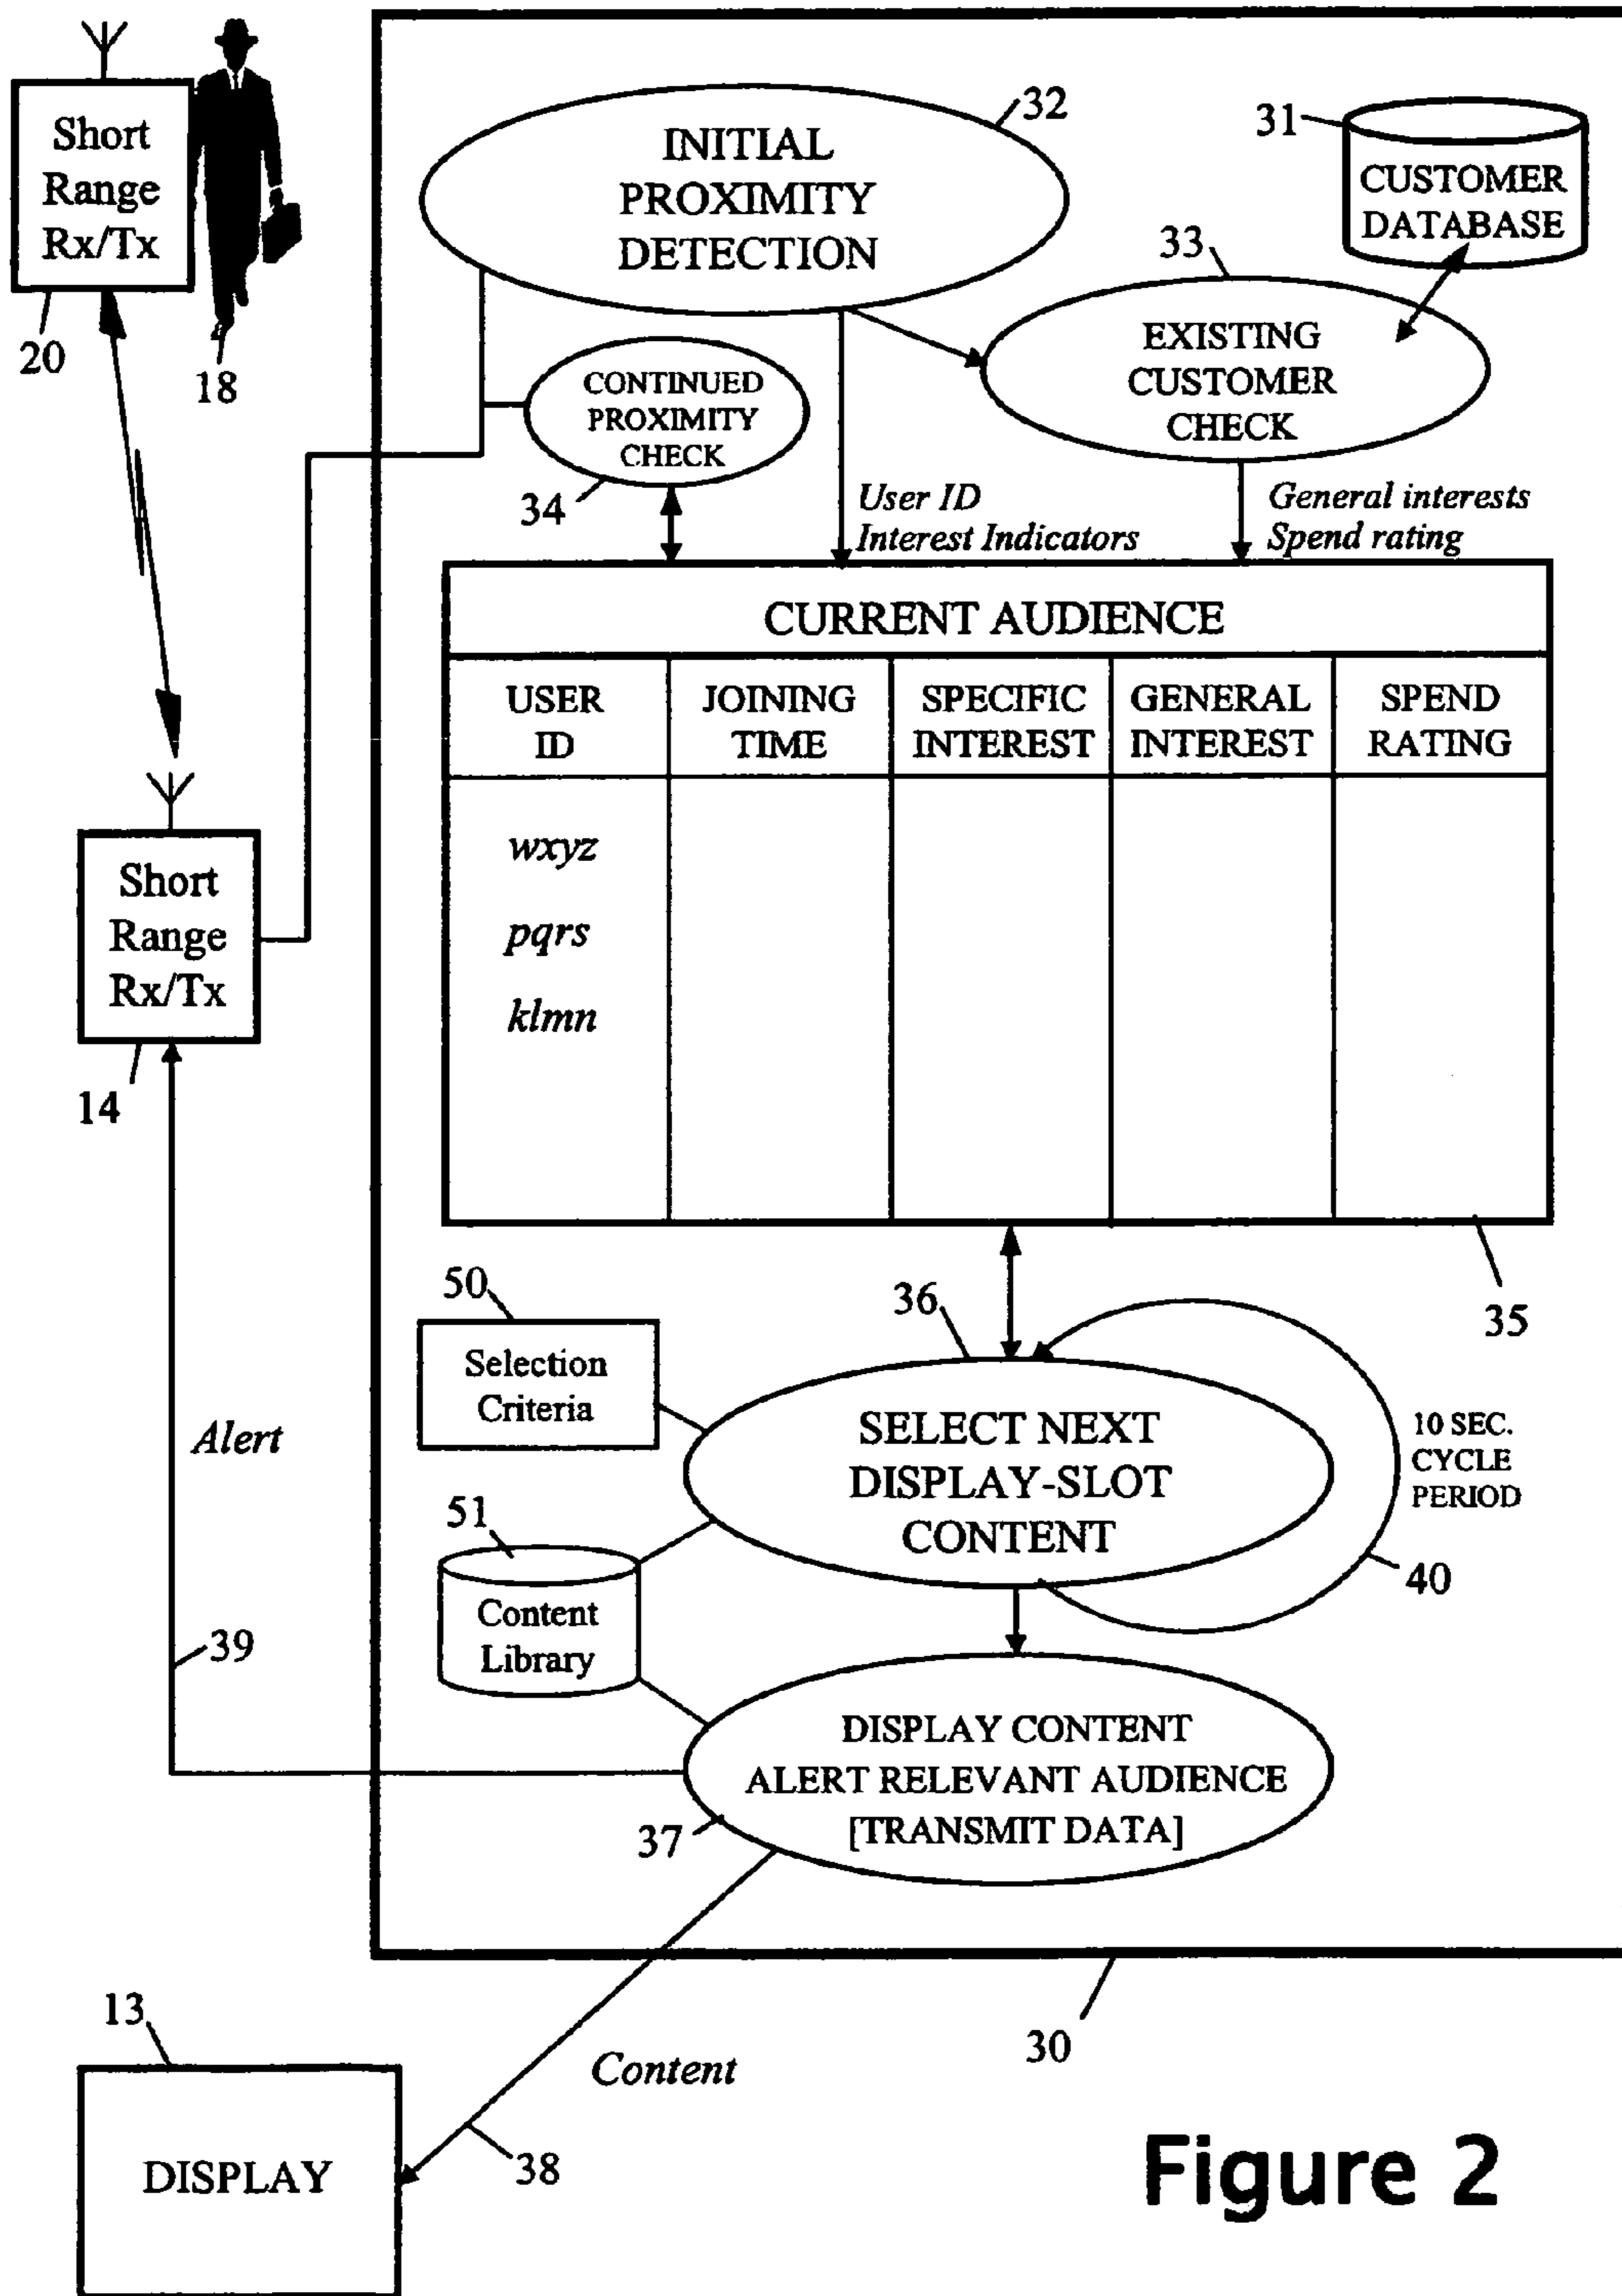 Short
Range
Rx/Tx
20
18
INITIAL
PROXIMITY
DETECTION
32
31
CUSTOMER
DATABASE
33
EXISTING
CUSTOMER
CHECK
CONTINUED
PROXIMITY
CHECK
34
User ID
Interest Indicators
General interests
Spend rating
CURRENT AUDIENCE
USER
ID
JOINING
TIME
SPECIFIC
INTEREST
GENERAL
INTEREST
SPEND
RATING
wxyz
pqrs
klmn
35
Short
Range
Rx/Tx
14
50
Selection
Criteria
36
SELECT NEXT
DISPLAY-SLOT
CONTENT
10 SEC.
CYCLE
PERIOD
40
Alert
39
51
Content
Library
DISPLAY CONTENT
ALERT RELEVANT AUDIENCE
[TRANSMIT DATA]
37
30
13
DISPLAY
Content
38
Figure 2